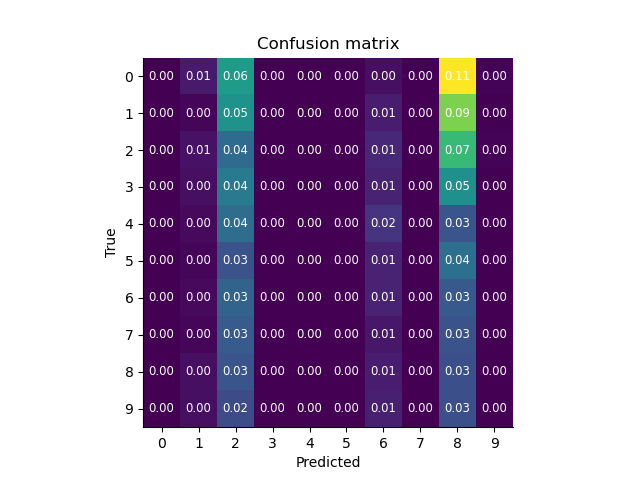 Confusion matrix
0 0.00 0.01 0.06 0.00 0.00 0.00 0.00 0.00 0.11 0.00
1 0.00 0.00 0.05 0.00 0.00 0.00 0.01 0.00 0.09 0.00
2 0.00 0.01 0.04 0.00 0.00 0.00 0.01 0.00 0.07 0.00
3 0.00 0.00 0.04 0.00 0.00 0.00 0.01 0.00 0.05 0.00
4 0.00 0.00 0.04 0.00 0.00 0.00 0.02 0.00 0.03 0.00
True
5 0.00 0.00 0.03 0.00 0.00 0.00 0.01 0.00 0.04 0.00
6 0.00 0.00 0.03 0.00 0.00 0.00 0.01 0.00 0.03 0.00
7 0.00 0.00 0.03 0.00 0.00 0.00 0.01 0.00 0.03 0.00
8 0.00 0.00 0.03 0.00 0.00 0.00 0.01 0.00 0.03 0.00
9 0.00 0.00 0.02 0.00 0.00 0.00 0.01 0.00 0.03 0.00
0 1 2 3 4 5 6 7 8 9
Predicted